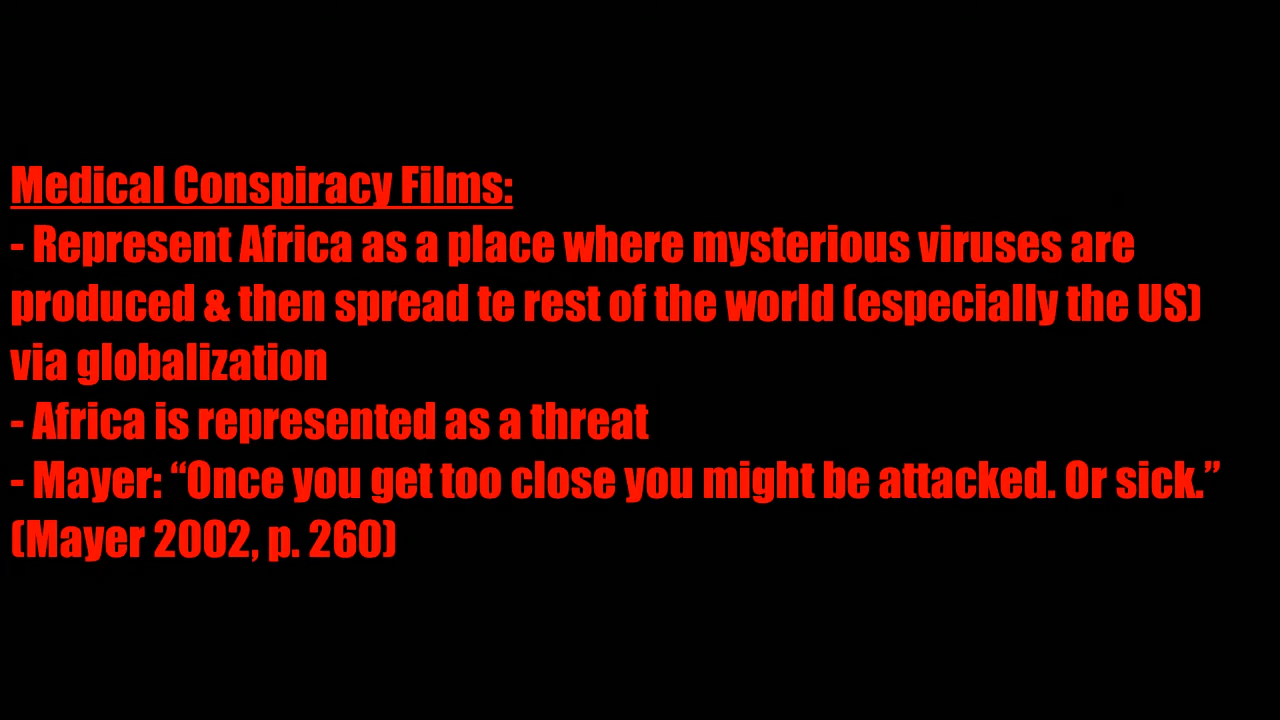 Medical Conspiracy Films:
- Represent Africa as a place where mysterious viruses are
produced & then spread te rest of the world (especially the US)
via globalization
- Africa is represented as a threat
- Mayer: “Once you get too close you might be attacked. Or sick.”
(Mayer 2002, p. 260)